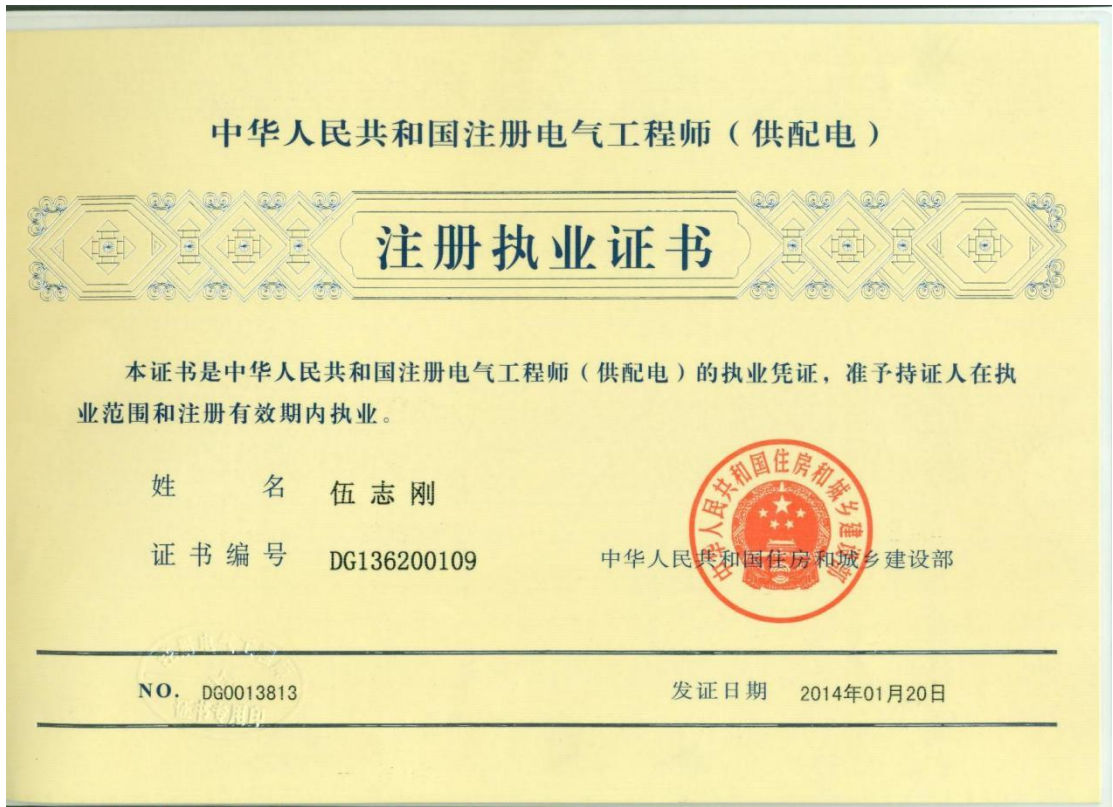 中华人民共和国注册电气工程师（供配电）
注册执业证书
本证书是中华人民共和国注册电气工程师（供配电）的执业凭证，准予持证人在执
业范围和注册有效期内执业。
姓 名 伍志刚
证书编号 DG136200109
中华人民共和国住房和城乡建设部
中华人民共和国住房和城乡建设部
NO. DG0013813
发证日期 2014年01月20日